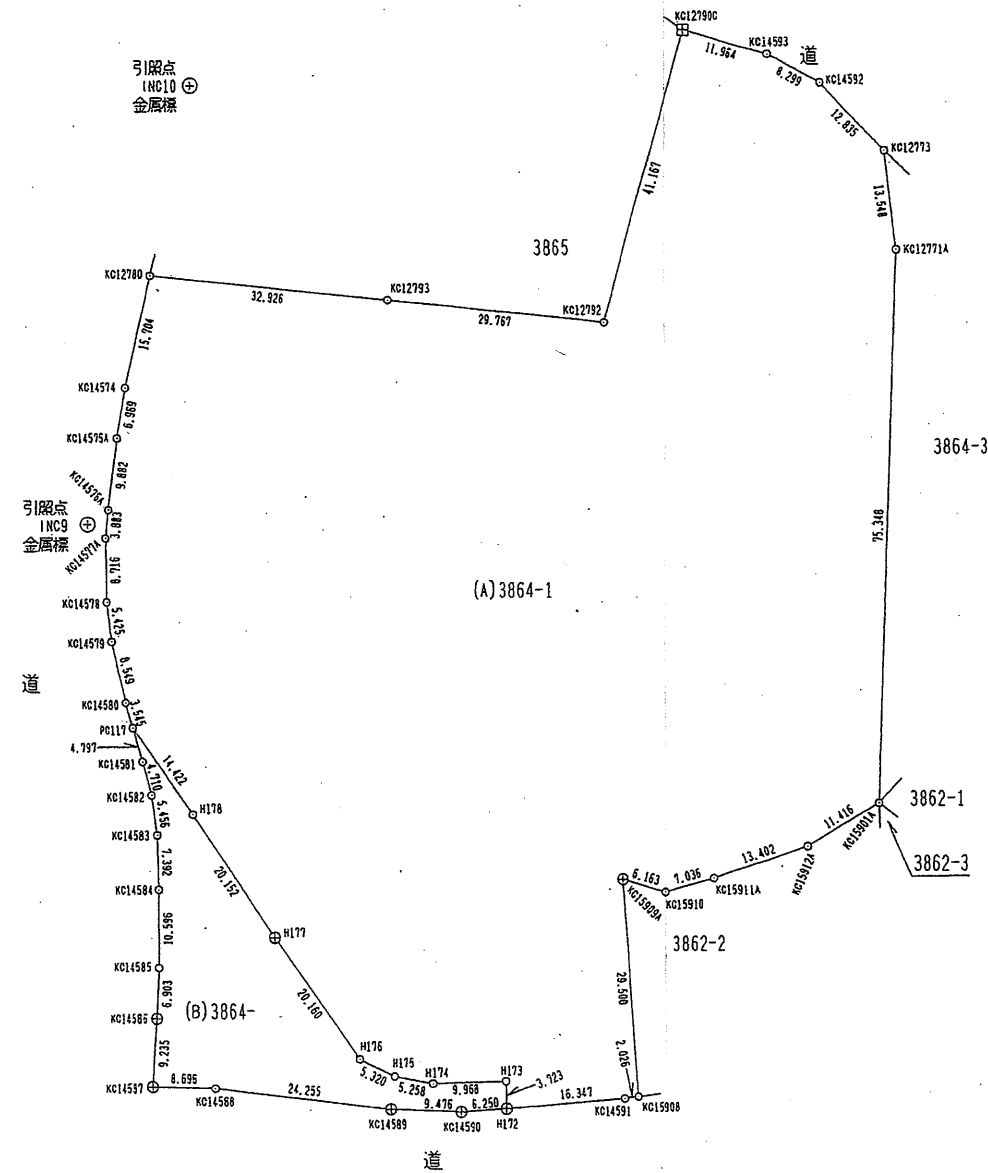 KC12790C
11.964
KC14593
道
8.299
KC14592
12.835
KC12773
13.548
KC12771A
引照点
INC10
金属標
41.167
3865
KC12780
32.926
KC12793
29.767
KC12792
15.704
KC14574
6.969
KC14575A
9.882
KC14576A
引照点
INC9
金属標
3.883
KC14577A
8.716
3864-3
75.348
(A)3864-1
KC14578
5.425
KC14579
8.549
道
KC14580
3.545
PC117
4.797
KC14581
14.422
4.710
KC14582
5.456
H178
KC14583
7.392
20.152
KC14584
10.596
H177
KC14585
6.903
(B)3864-
KC14586
20.160
9.235
3862-1
11.416
KC15901A
3862-3
13.402
KC15912A
7.036
KC15911A
6.163
KC15910
KC15909A
3862-2
29.500
H176
5.320
H175
5.258
H174
9.968
H173
3.723
2.026
KC14597
8.695
KC14588
24.255
KC14589
9.476
KC14590
6.250
H172
16.347
KC14591
KC15908
道